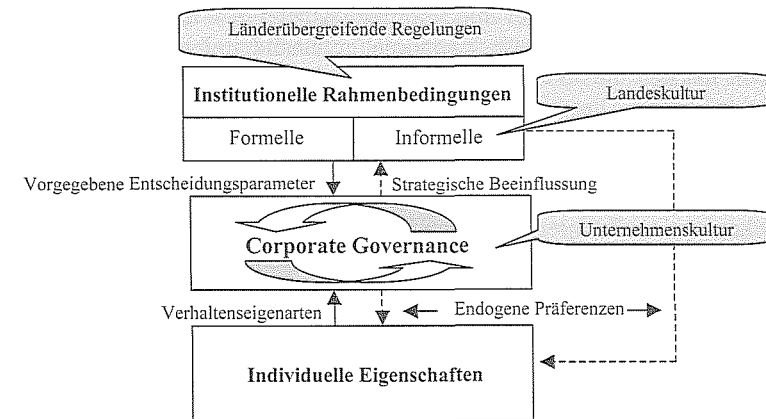 Länderübergreifende Regelungen
Institutionelle Rahmenbedingungen
Landeskultur
Formelle
Informelle
Vorgegebene Entscheidungsparameter
Strategische Beeinflussung
Corporate Governance
Unternehmenskultur
Verhaltenseigenarten
Endogene Präferenzen
Individuelle Eigenschaften